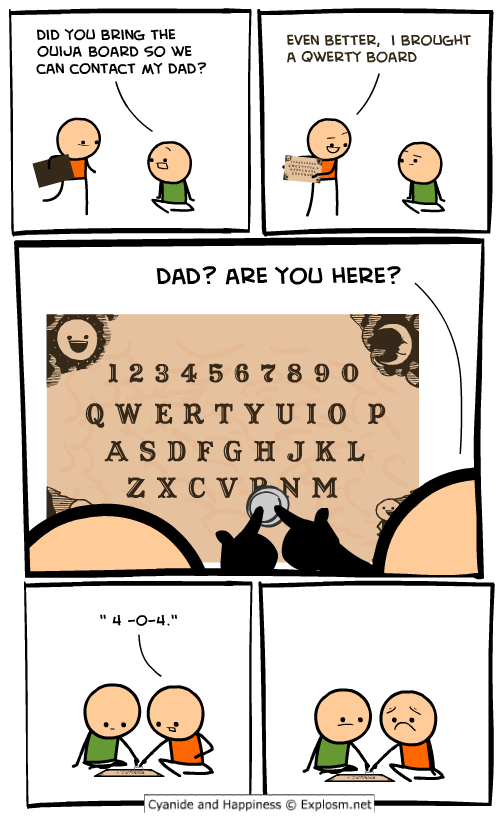 DID YOU BRING THE
OUIJA BOARD SO WE
CAN CONTACT MY DAD?
EVEN BETTER, I BROUGHT
A QWERTY BOARD
DAD? ARE YOU HERE?
1 2 3 4 5 6 7 8 9 0
Q W E R T Y U I O P
A S D F G H J K L
Z X C V B N M
" 4 -0-4."
Cyanide and Happiness © Explosm.net